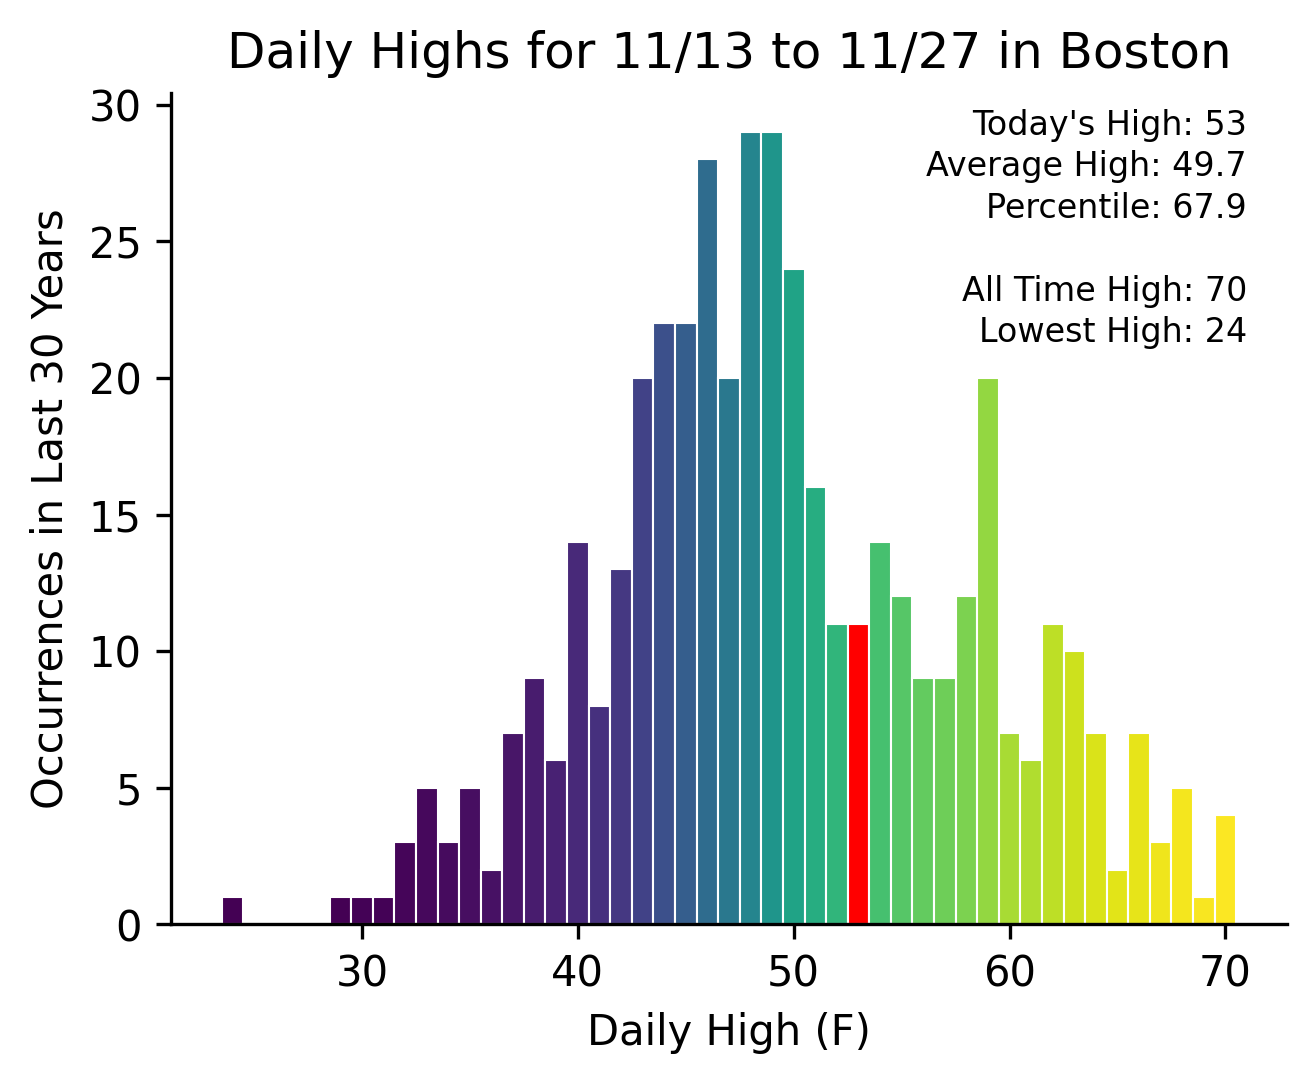 Daily Highs for 11/13 to 11/27 in Boston
Today's High: 53
Average High: 49.7
Percentile: 67.9
All Time High: 70
Lowest High: 24
Occurrences in Last 30 Years
30
25
20
15
10
5
0
30 40 50 60 70
Daily High (F)